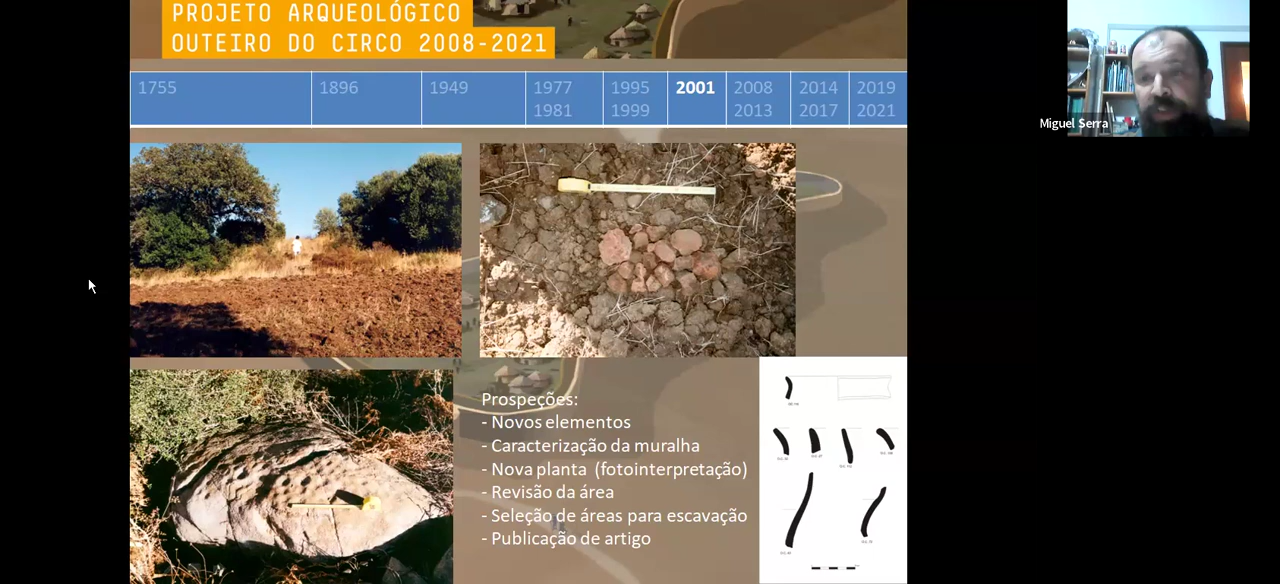 PROJETO ARQUEOLÓGICO
OUTEIRO DO CIRCO 2008-2021
1755
1896
1949
1977
1981
1995
1999
2001
2008
2013
2014
2017
2019
2021
Miguel Serra
Prospeções:
- Novos elementos
- Caracterização da muralha
- Nova planta (fotointerpretação)
- Revisão da área
- Seleção de áreas para escavação
- Publicação de artigo